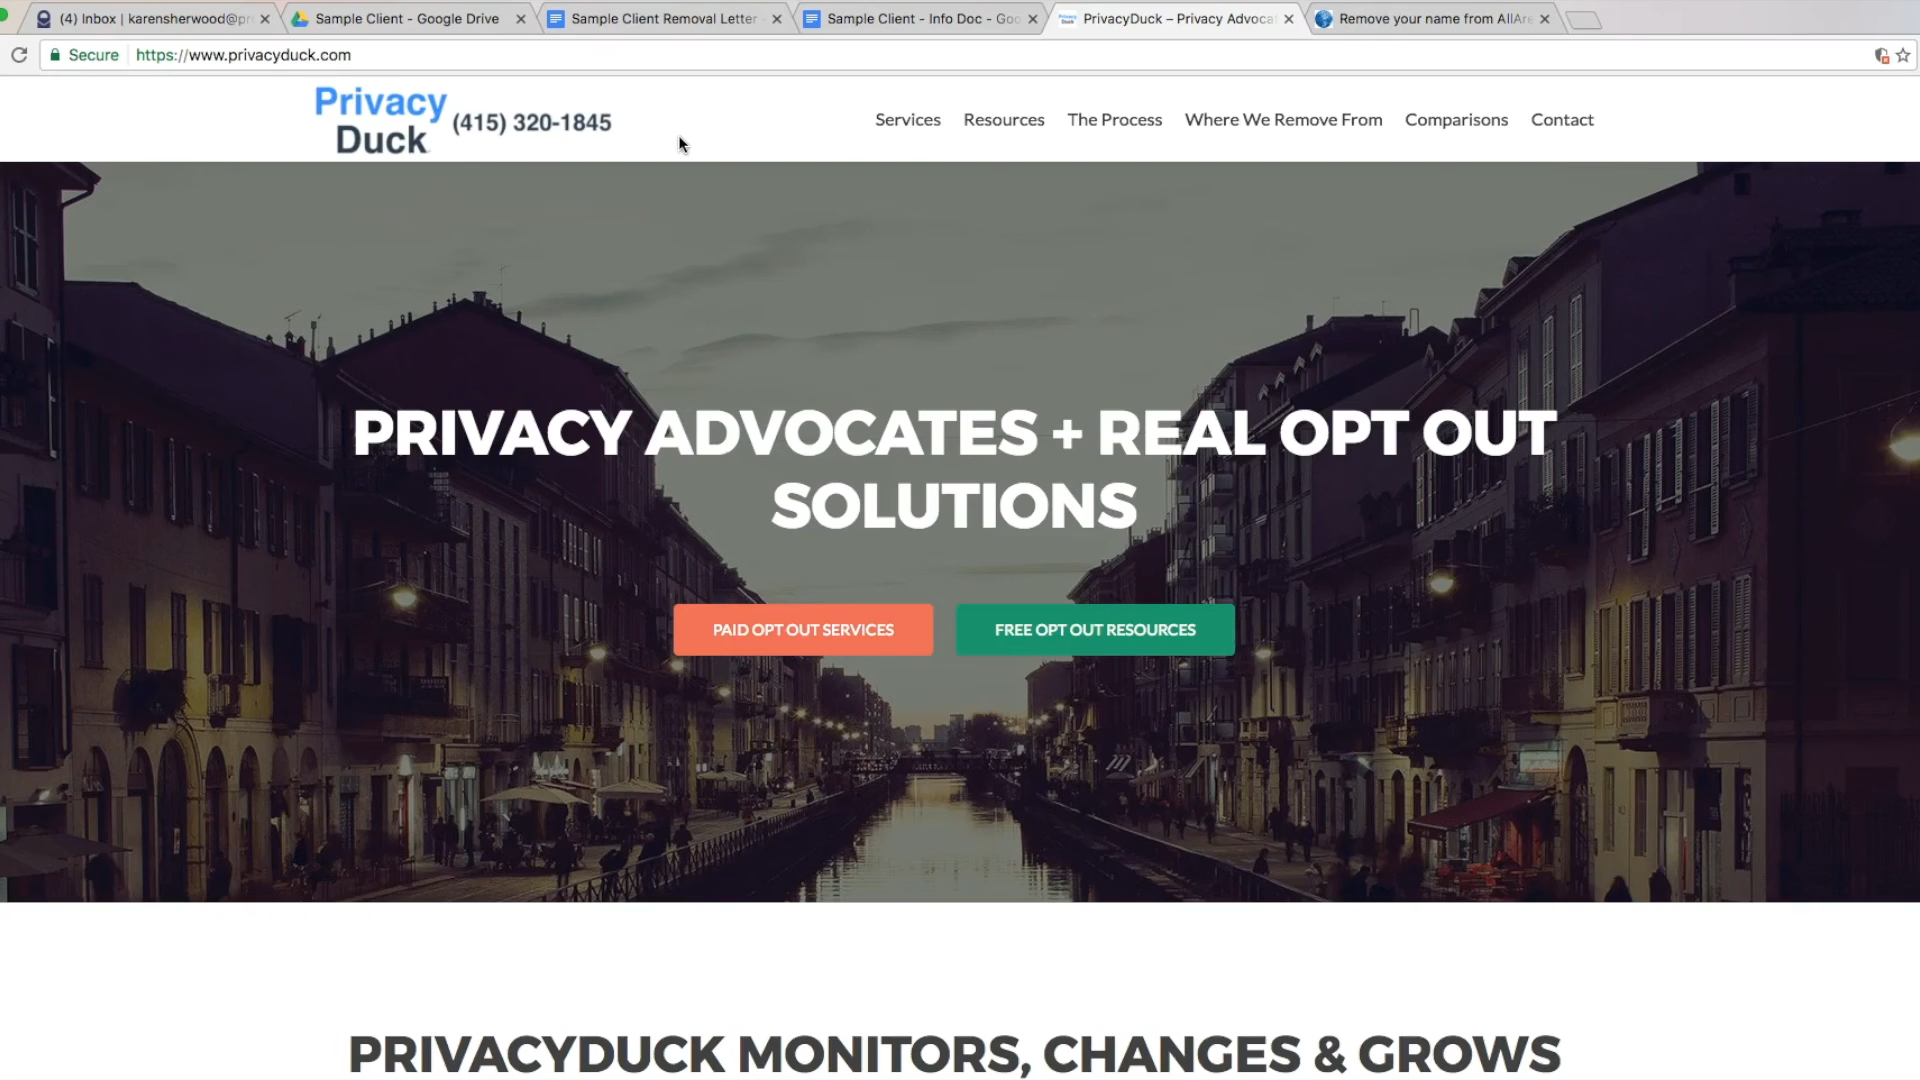 (4) Inbox | karensherwood@pr
Sample Client - Google Drive
Sample Client Removal Letter -
Sample Client - Info Doc - Goo
PrivacyDuck – Privacy Advocat
Remove your name from AllAre
Secure
https://www.privacyduck.com
Privacy
Duck
(415) 320-1845
Services
Resources
The Process
Where We Remove From
Comparisons
Contact
PRIVACY ADVOCATES + REAL OPT OUT
SOLUTIONS
PAID OPT OUT SERVICES
FREE OPT OUT RESOURCES
PRIVACYDUCK MONITORS, CHANGES & GROWS